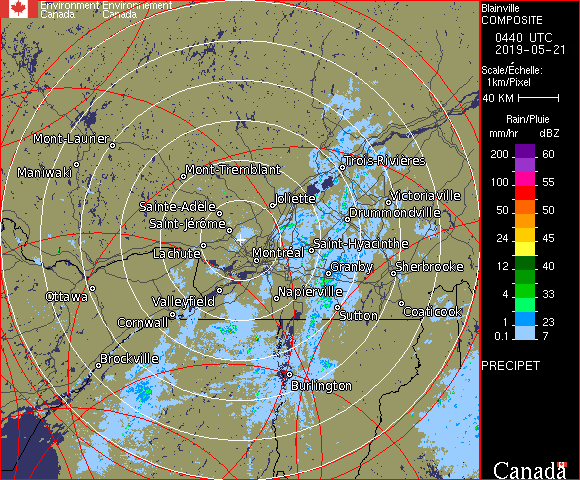 Environment Environnement
Canada Canada
Blainville
COMPOSITE
0440 UTC
2019-05-21
Scale/Échelle:
1km/Pixel
40 KM
Rain/Pluie
mm/hr dBZ
200 60
100 55
50 50
24 45
12 40
4 33
1 23
0.1 7
PRECIPET
Canada
Mont-Laurier
Maniwaki
Mont-Tremblant
Trois-Rivières
Joliette
Victoriaville
Sainte-Adele
Drummondville
Saint-Jérôme
Lachute
Montréal
Saint-Hyacinthe
Granby
Sherbrooke
Ottawa
Valleyfield
Napierville
Cornwall
Sutton
Coaticook
Brockville
Burlington